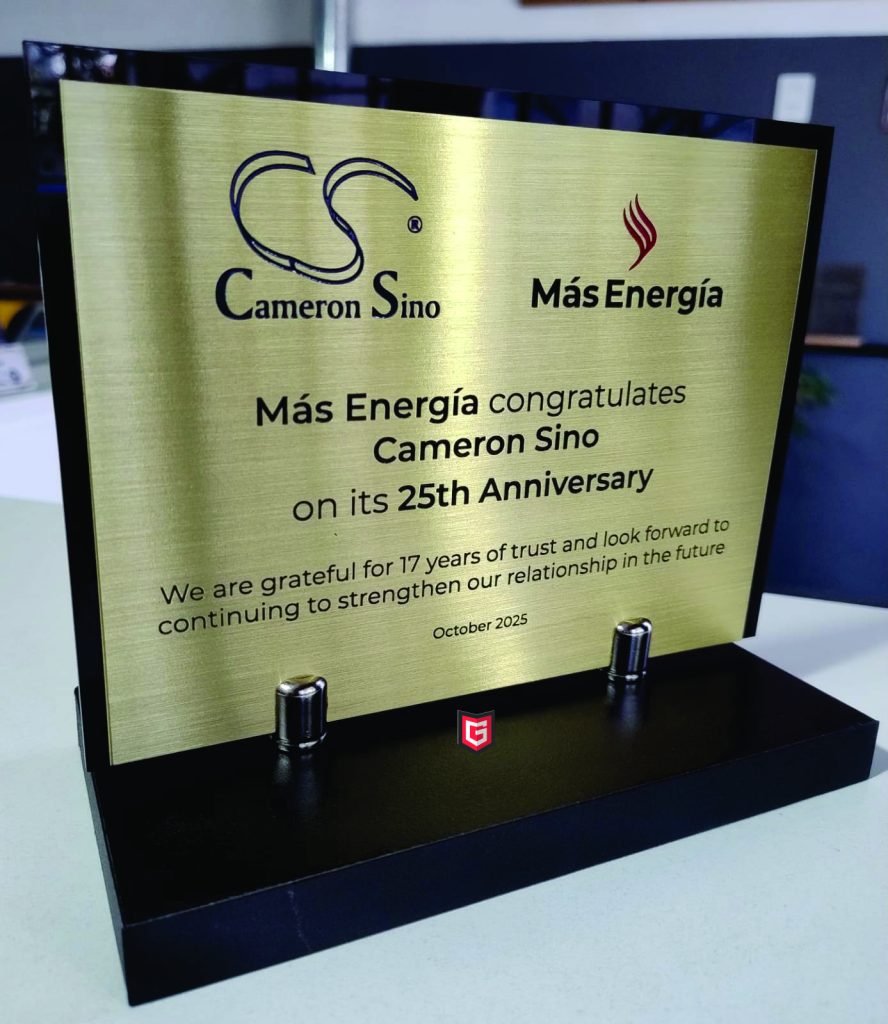 CS®
Cameron Sino
Más Energía
Más Energía congratulates
Cameron Sino
on its 25th Anniversary
We are grateful for 17 years of trust and look forward to
continuing to strengthen our relationship in the future
October 2025
G